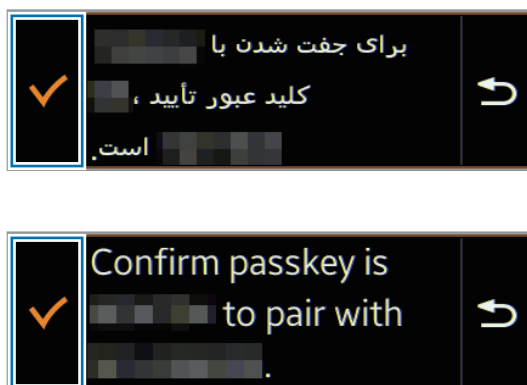 برای جفت شدن با
کلید عبور تأیید ،
است.
Confirm passkey is
to pair with
.